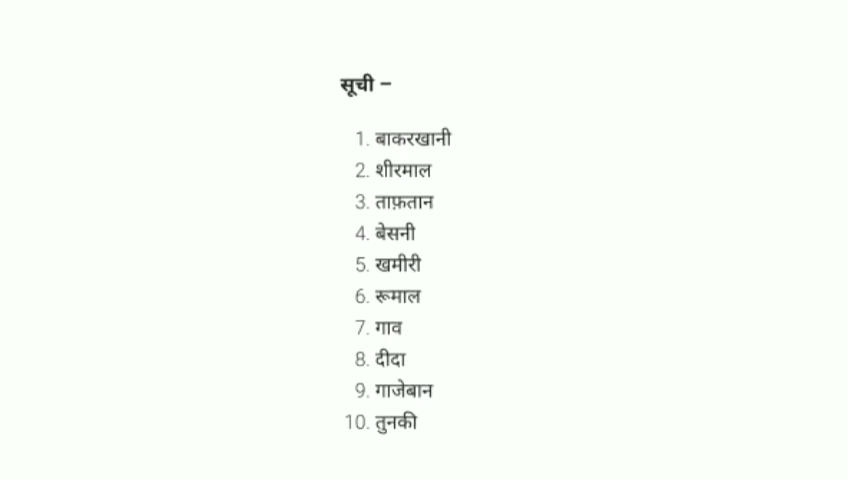 सूची –
1. बाकरखानी
2. शीरमाल
3. ताफ़तान
4. बेसनी
5. खमीरी
6. रूमाल
7. गाव
8. दीदा
9. गाजेबान
10. तुनकी